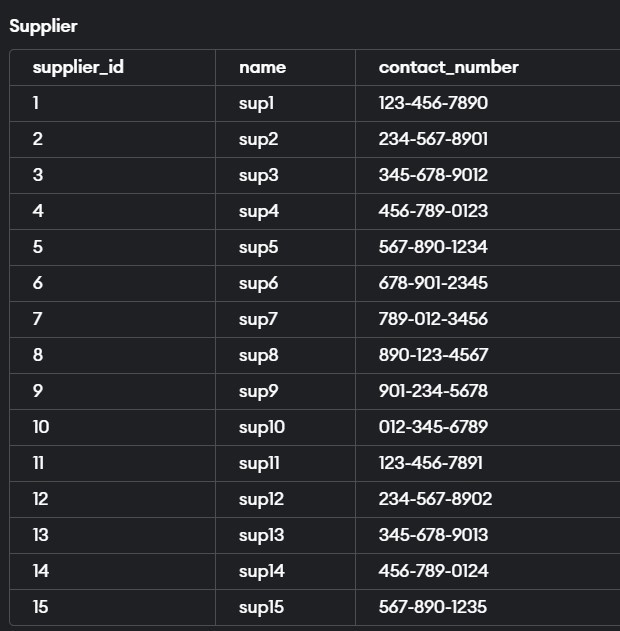 Supplier
supplier_id name contact_number
1 sup1 123-456-7890
2 sup2 234-567-8901
3 sup3 345-678-9012
4 sup4 456-789-0123
5 sup5 567-890-1234
6 sup6 678-901-2345
7 sup7 789-012-3456
8 sup8 890-123-4567
9 sup9 901-234-5678
10 sup10 012-345-6789
11 sup11 123-456-7891
12 sup12 234-567-8902
13 sup13 345-678-9013
14 sup14 456-789-0124
15 sup15 567-890-1235